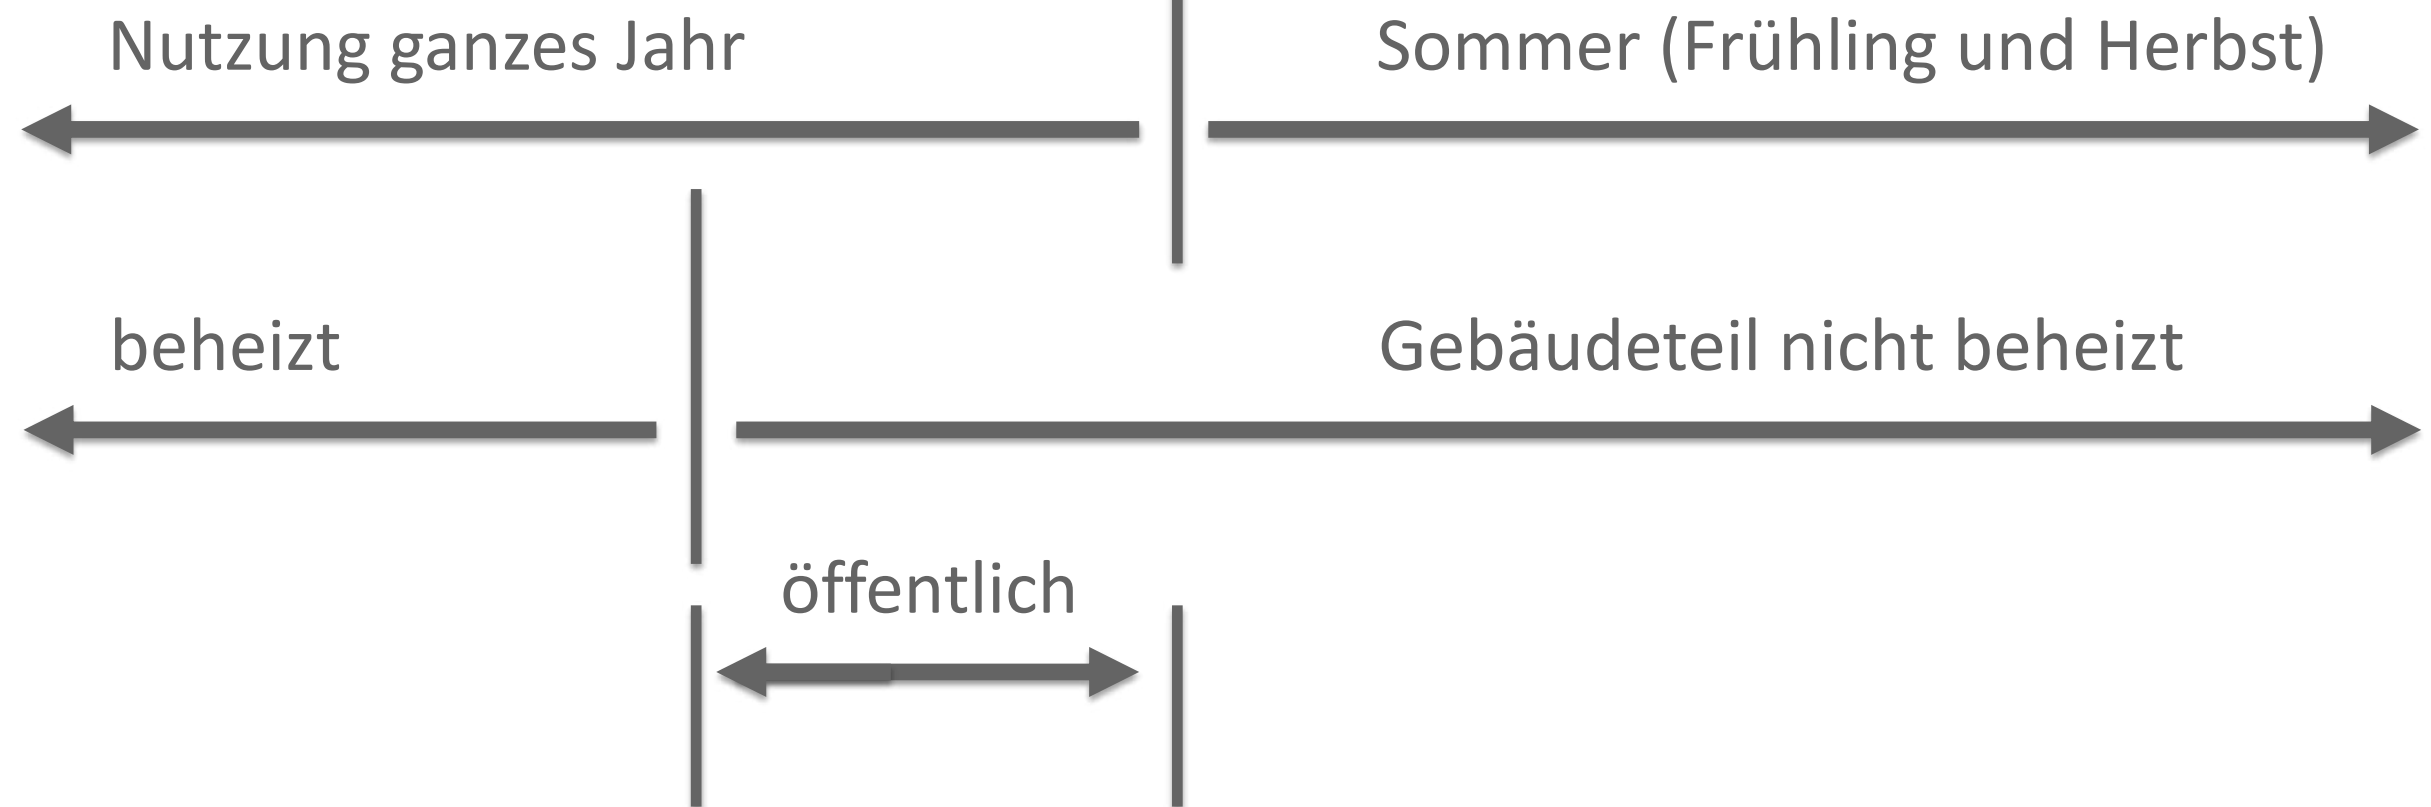 Nutzung ganzes Jahr
Sommer (Frühling und Herbst)
beheizt
Gebäudeteil nicht beheizt
öffentlich